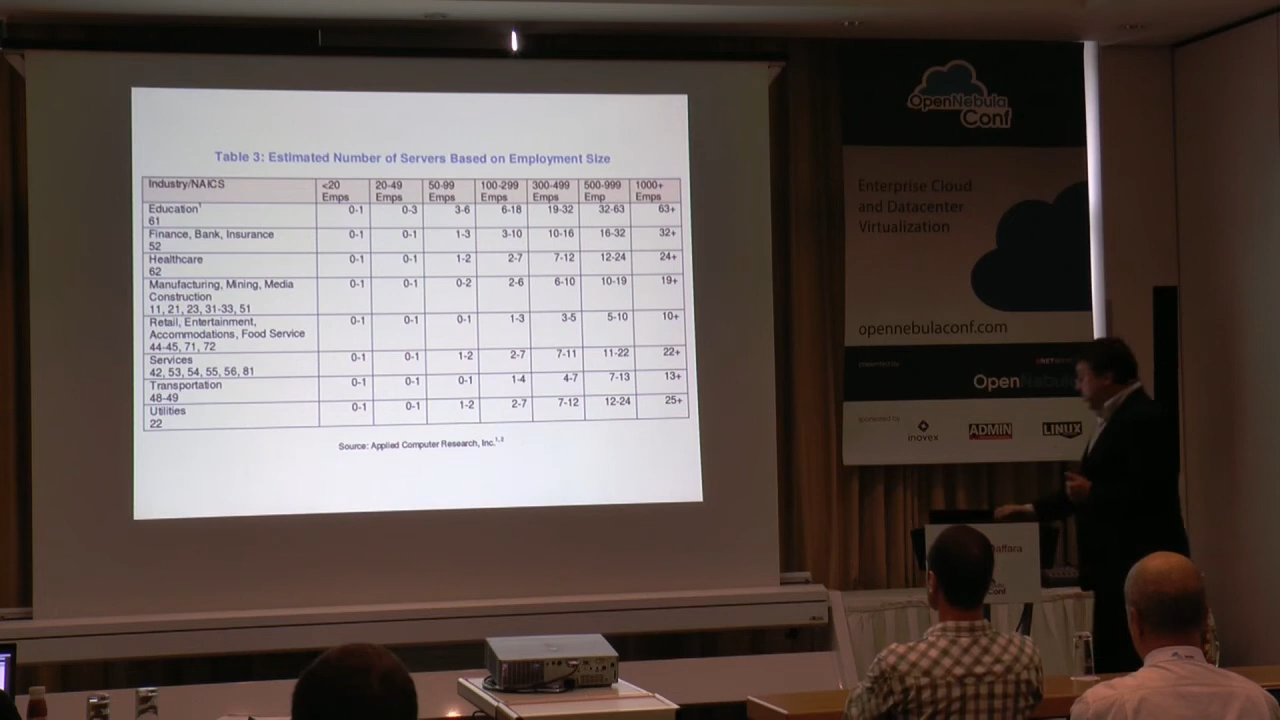 Table 3: Estimated Number of Servers Based on Employment Size
Industry/NAICS <20 Emps 20-49 Emps 50-99 Emps 100-299 Emps 300-499 Emps 500-999 Emp 1000+ Emps
Education¹ 0-1 0-3 3-6 6-18 19-32 32-63 63+
61
Finance, Bank, Insurance 0-1 0-1 1-3 3-10 10-16 16-32 32+
52
Healthcare 0-1 0-1 1-2 2-7 7-12 12-24 24+
62
Manufacturing, Mining, Media 0-1 0-1 0-2 2-6 6-10 10-19 19+
Construction
11, 21, 23, 31-33, 51
Retail, Entertainment, 0-1 0-1 0-1 1-3 3-5 5-10 10+
Accommodations, Food Service
44-45, 71, 72
Services 0-1 0-1 1-2 2-7 7-11 11-22 22+
42, 53, 54, 55, 56, 81
Transportation 0-1 0-1 0-1 1-4 4-7 7-13 13+
48-49
Utilities 0-1 0-1 1-2 2-7 7-12 12-24 25+
22
Source: Applied Computer Research, Inc.¹,²
OpenNebula
Conf
Enterprise Cloud
and Datacenter
Virtualization
opennebulaconf.com
OpenNebula
sponsored by
inovex
ADMIN
LINUX
Conf